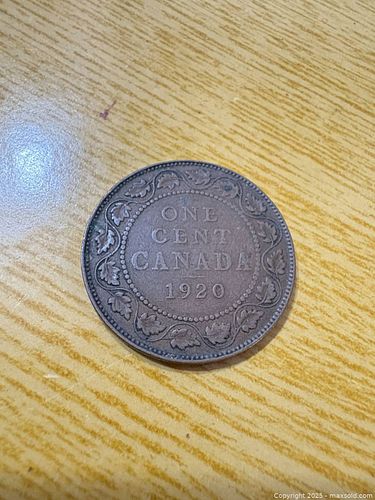 ONE
CENT
CANADA
1920
Copyright 2025 - maxsold.com